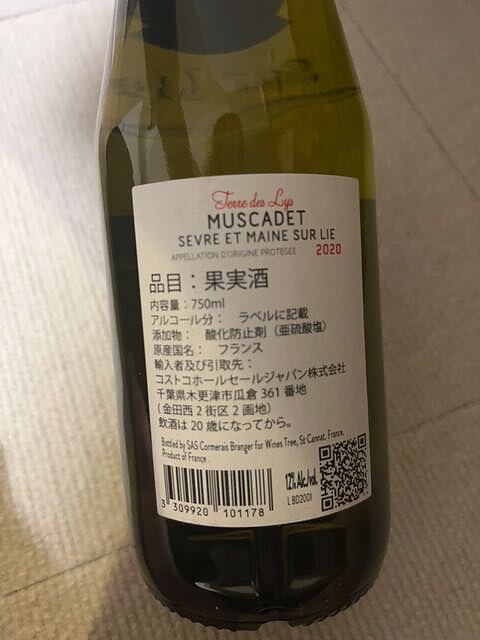 Terre des Lys
MUSCADET
SEVRE ET MAINE SUR LIE
APPELLATION D'ORIGINE PROTEGEE
2020
品目：果実酒
内容量：750ml
アルコール分： ラベルに記載
添加物： 酸化防止剤（亜硫酸塩）
原産国名： フランス
輸入者及び引取先：
コストコホールセールジャパン株式会社
千葉県木更津市瓜倉 361 番地
（金田西 2 街区 2 画地）
飲酒は 20 歳になってから。
Bottled by SAS Cormerais Branger for Wines Tree, St Cannat, France.
Product of France
12% Alc./vol.
L BD2001
3 309920 101178